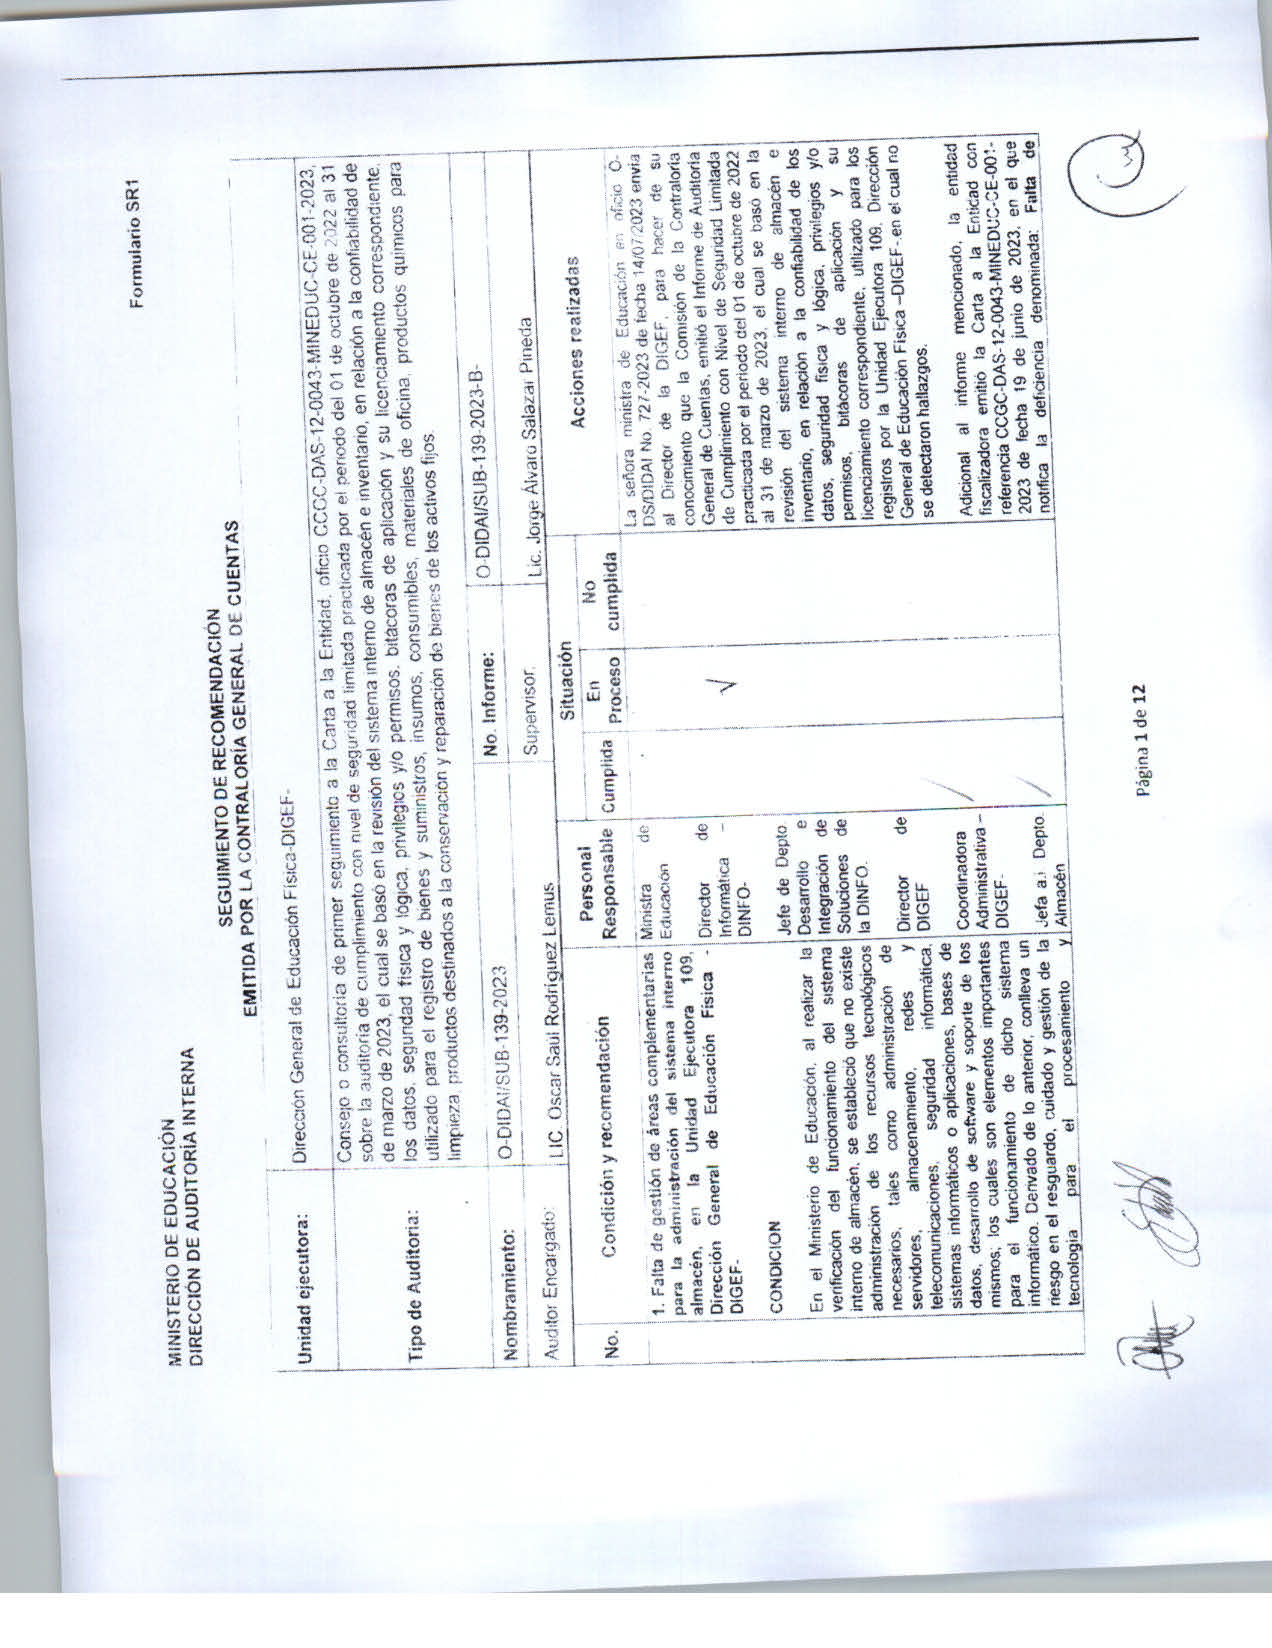 Formulario SR1
MINISTERIO DE EDUCACIÓN
DIRECCIÓN DE AUDITORÍA INTERNA
SEGUIMIENTO DE RECOMENDACIÓN
EMITIDA POR LA CONTRALORÍA GENERAL DE CUENTAS
Unidad ejecutora:
Dirección General de Educación Física-DIGEF-
Tipo de Auditoria:
Consejo o consultoria de primer seguimiento a la Carta a la Entidad, oficio CCGC-DAS-12-0043-MINEDUC-CE-001-2023,
sobre la auditoría de cumplimiento con nivel de seguridad limitada practicada por el periodo del 01 de octubre de 2022 al 31
de marzo de 2023, el cual se basó en la revisión del sistema interno de almacén e inventario, en relación a la confiabilidad de
los datos, seguridad física y lógica, privilegios y/o permisos, bitácoras de aplicación y su licenciamiento correspondiente,
utilizado para el registro de bienes y suministros, insumos, consumibles, materiales de oficina, productos químicos para
limpieza, productos destinados a la conservación y reparación de bienes de los activos fijos.
Nombramiento:
O-DIDAI/SUB-139-2023
No. Informe:
O-DIDAI/SUB-139-2023-B-
Auditor Encargado:
LIC. Oscar Saúl Rodríguez Lemus
Supervisor:
Lic. Jorge Álvaro Salazar Pineda
No.
Condición y recomendación
Personal
Responsable
Situación
Cumplida
En
Proceso
No
cumplida
Acciones realizadas
1. Falta de gestión de áreas complementarias
para la administración del sistema interno
almacén, en la Unidad Ejecutora 109,
Dirección General de Educación Física -
DIGEF-
CONDICION
En el Ministerio de Educación, al realizar la
verificación del funcionamiento del sistema
interno de almacén, se estableció que no existe
administración de los recursos tecnológicos
necesarios, tales como administración de
servidores, almacenamiento, redes y
telecomunicaciones, seguridad informática,
sistemas informáticos o aplicaciones, bases de
datos, desarrollo de software y soporte de los
mismos; los cuales son elementos importantes
para el funcionamiento de dicho sistema
informático. Derivado de lo anterior, conlleva un
riesgo en el resguardo, cuidado y gestión de la
tecnología para el procesamiento y
Ministra de
Educación
Director de
Informática –
DINFO-
Jefe de Depto.
Desarrollo e
Integración de
Soluciones de
la DINFO.
Director de
DIGEF
Coordinadora
Administrativa –
DIGEF-
Jefa a.i Depto.
Almacén
√
La señora ministra de Educación en oficio O-
DS/DIDAI No. 727-2023 de fecha 14/07/2023 envia
al Director de la DIGEF, para hacer de su
conocimiento que la Comisión de la Contraloría
General de Cuentas, emitió el Informe de Auditoría
de Cumplimiento con Nivel de Seguridad Limitada
practicada por el periodo del 01 de octubre de 2022
al 31 de marzo de 2023, el cual se basó en la
revisión del sistema interno de almacén e
inventario, en relación a la confiabilidad de los
datos, seguridad física y lógica, privilegios y/o
permisos, bitácoras de aplicación y su
licenciamiento correspondiente, utilizado para los
registros por la Unidad Ejecutora 109, Dirección
General de Educación Física –DIGEF- en el cual no
se detectaron hallazgos.
Adicional al informe mencionado, la entidad
fiscalizadora emitió la Carta a la Entidad con
referencia CCGC-DAS-12-0043-MINEDUC-CE-001-
2023 de fecha 19 de junio de 2023, en el que
notifica la deficiencia denominada: Falta de
Página 1 de 12